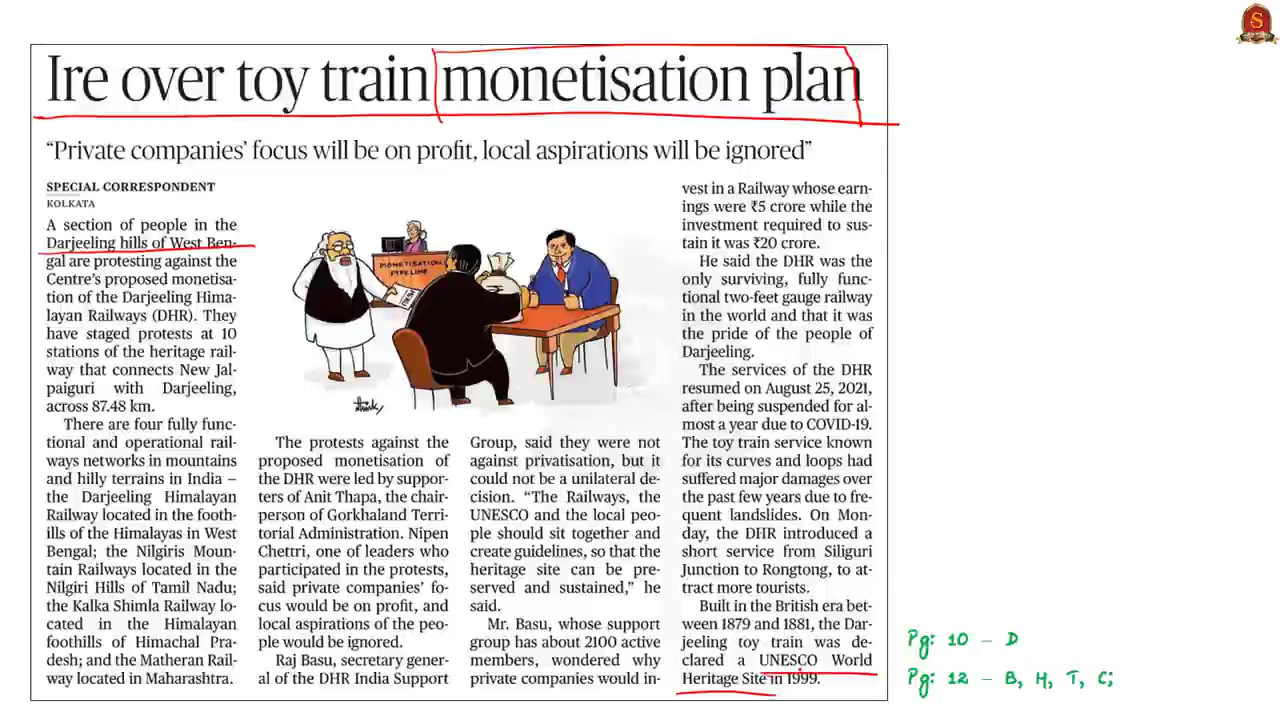 S
Ire over toy train monetisation plan
“Private companies’ focus will be on profit, local aspirations will be ignored”
SPECIAL CORRESPONDENT
KOLKATA
A section of people in the
Darjeeling hills of West Ben-
gal are protesting against the
Centre’s proposed monetisa-
tion of the Darjeeling Hima-
layan Railways (DHR). They
have staged protests at 10
stations of the heritage rail-
way that connects New Jal-
paiguri with Darjeeling,
across 87.48 km.
There are four fully func-
tional and operational rail-
ways networks in mountains
and hilly terrains in India –
the Darjeeling Himalayan
Railway located in the footh-
ills of the Himalayas in West
Bengal; the Nilgiris Moun-
tain Railways located in the
Nilgiri Hills of Tamil Nadu;
the Kalka Shimla Railway lo-
cated in the Himalayan
foothills of Himachal Pra-
desh; and the Matheran Rail-
way located in Maharashtra.
MONETISATION
PIPELINE
The protests against the
proposed monetisation of
the DHR were led by suppor-
ters of Anit Thapa, the chair-
person of Gorkhaland Terri-
torial Administration. Nipen
Chettri, one of leaders who
participated in the protests,
said private companies’ fo-
cus would be on profit, and
local aspirations of the peo-
ple would be ignored.
Raj Basu, secretary gener-
al of the DHR India Support
Group, said they were not
against privatisation, but it
could not be a unilateral de-
cision. “The Railways, the
UNESCO and the local peo-
ple should sit together and
create guidelines, so that the
heritage site can be pre-
served and sustained,” he
said.
Mr. Basu, whose support
group has about 2100 active
members, wondered why
private companies would in-
vest in a Railway whose earn-
ings were ₹5 crore while the
investment required to sus-
tain it was ₹20 crore.
He said the DHR was the
only surviving, fully func-
tional two-feet gauge railway
in the world and that it was
the pride of the people of
Darjeeling.
The services of the DHR
resumed on August 25, 2021,
after being suspended for al-
most a year due to COVID-19.
The toy train service known
for its curves and loops had
suffered major damages over
the past few years due to fre-
quent landslides. On Mon-
day, the DHR introduced a
short service from Siliguri
Junction to Rongtong, to at-
tract more tourists.
Built in the British era bet-
ween 1879 and 1881, the Dar-
jeeling toy train was de-
clared a UNESCO World
Heritage Site in 1999.
Pg: 10 – D
Pg: 12 – B, H, T, C;